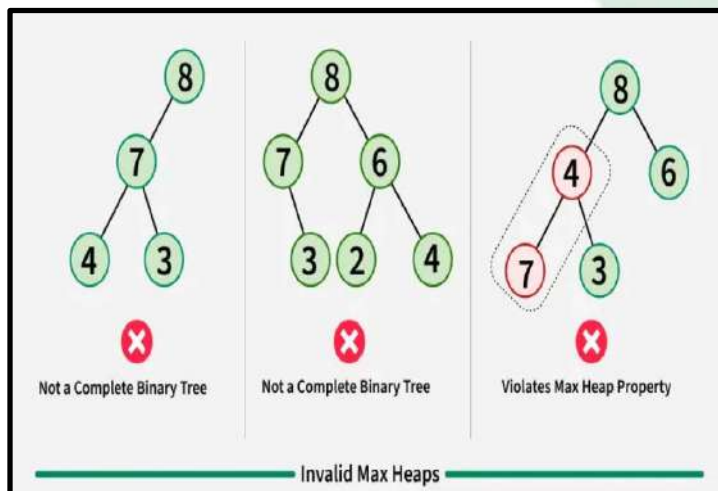 8
7
4 3
Not a Complete Binary Tree
8
7 6
3 2 4
Not a Complete Binary Tree
8
4 6
7 3
Violates Max Heap Property
Invalid Max Heaps